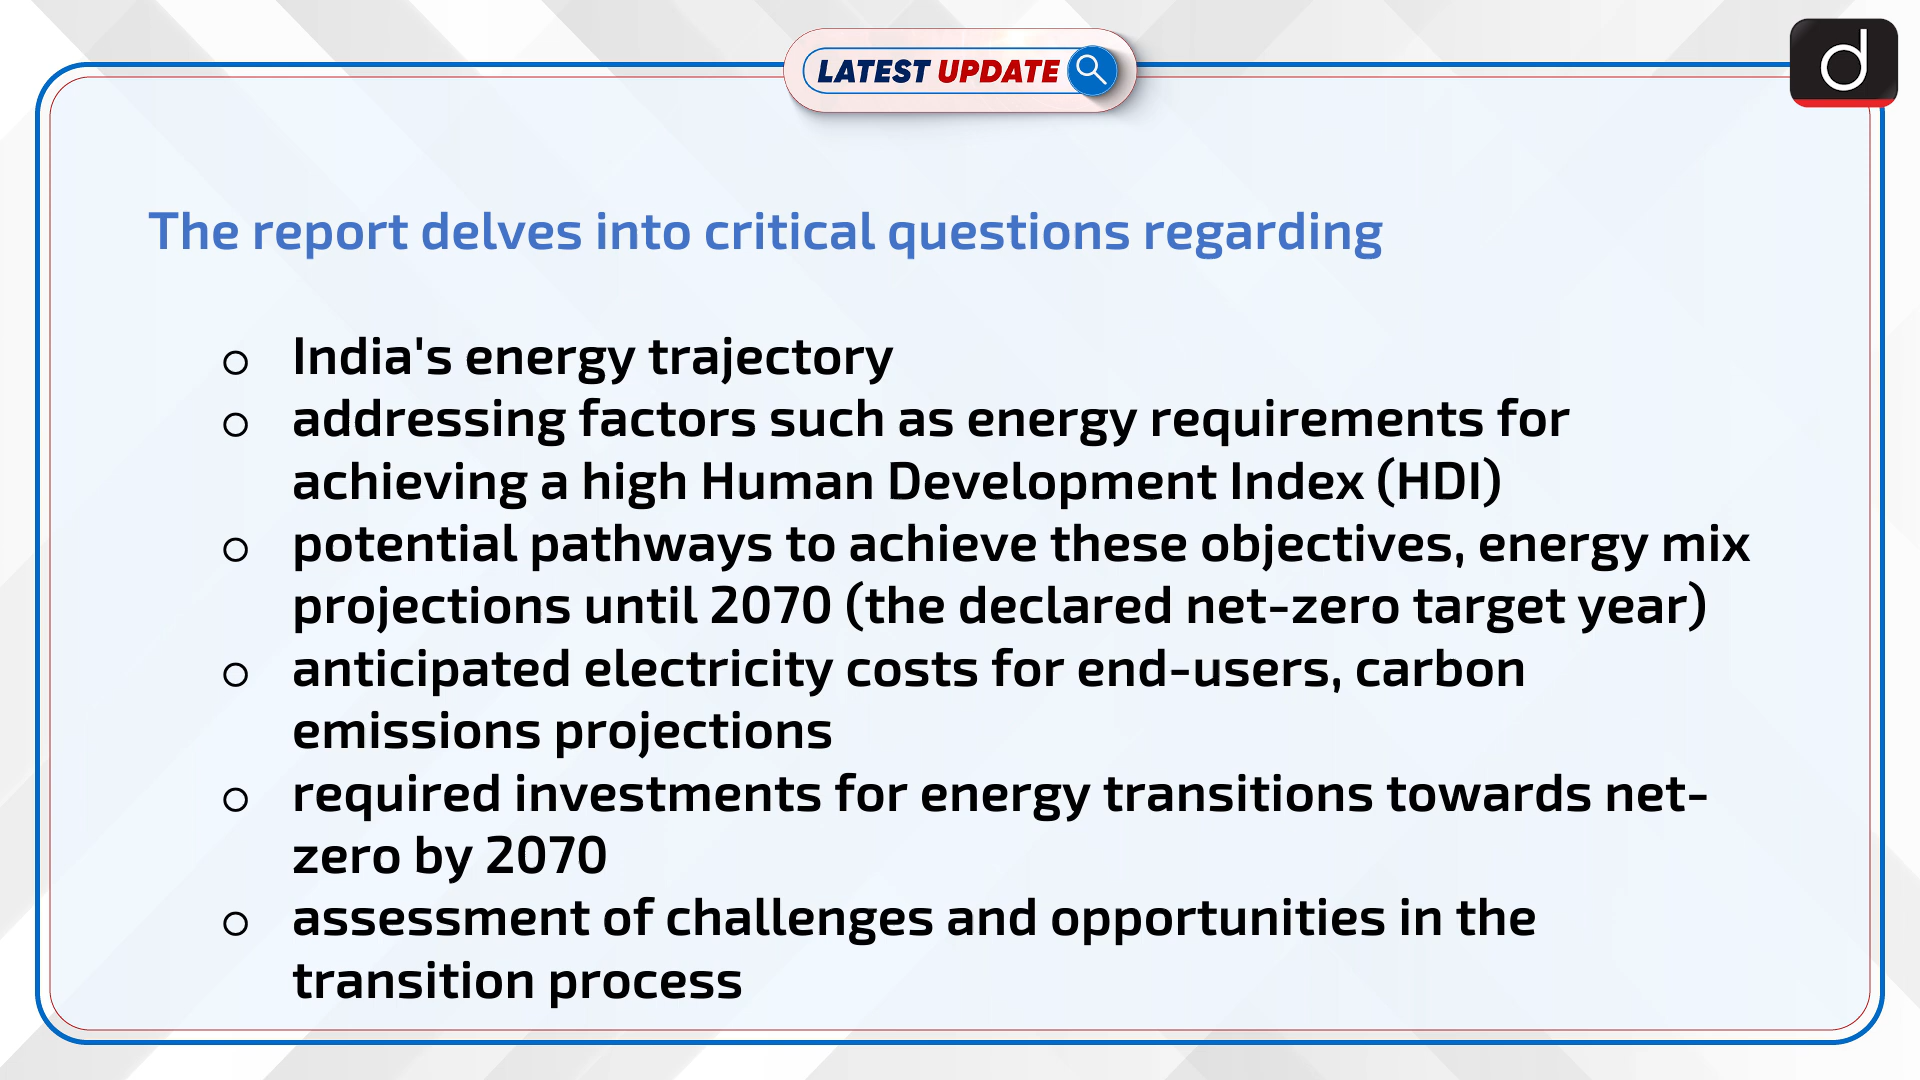 LATEST UPDATE
d
The report delves into critical questions regarding
India's energy trajectory
addressing factors such as energy requirements for
achieving a high Human Development Index (HDI)
potential pathways to achieve these objectives, energy mix
projections until 2070 (the declared net-zero target year)
anticipated electricity costs for end-users, carbon
emissions projections
required investments for energy transitions towards net-
zero by 2070
assessment of challenges and opportunities in the
transition process